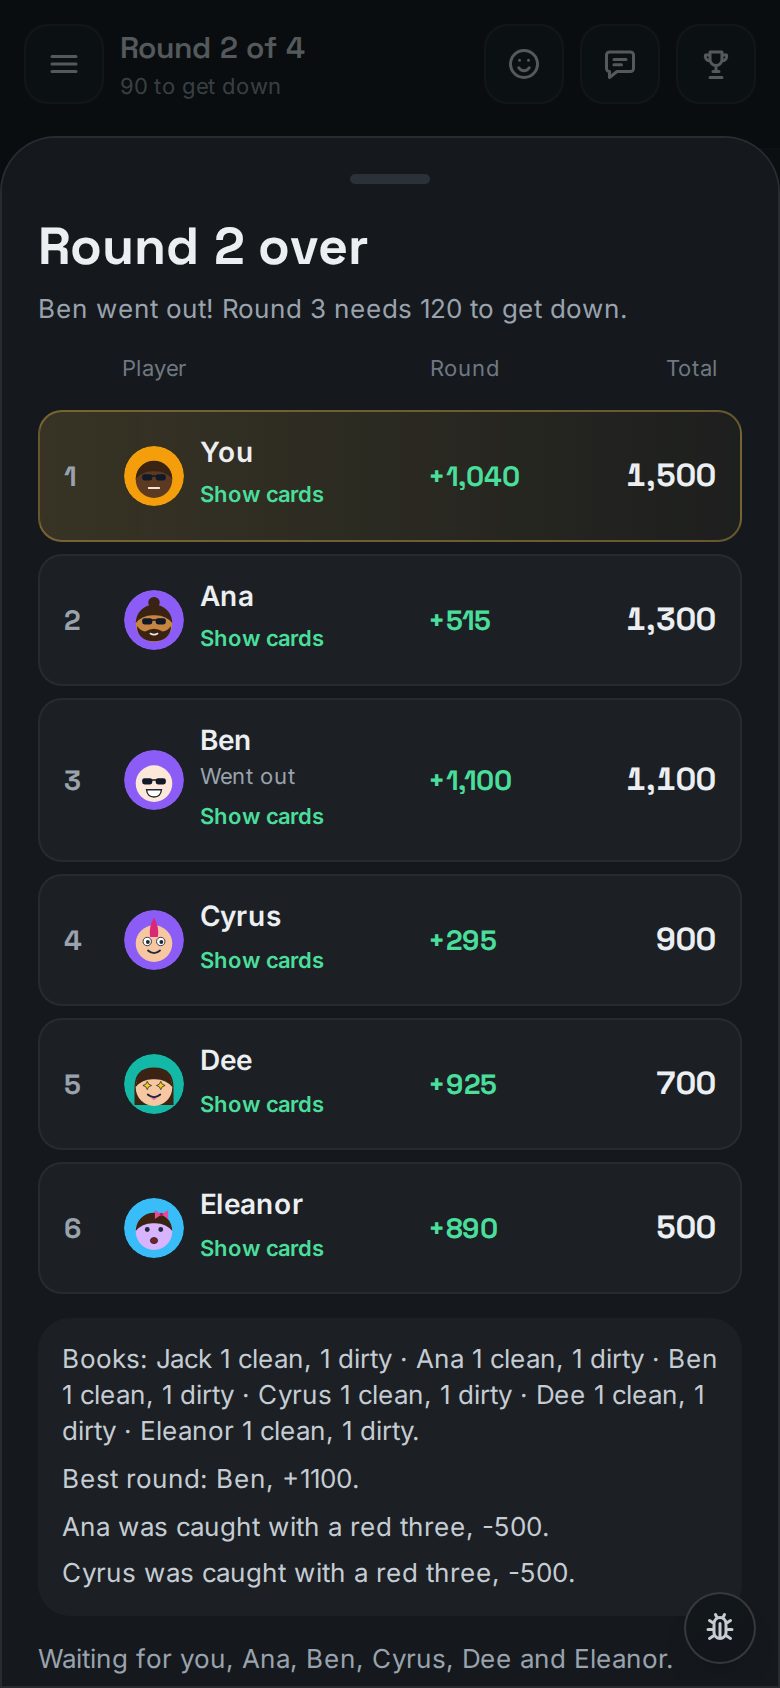 Round 2 of 4
90 to get down
Round 2 over
Ben went out! Round 3 needs 120 to get down.
Player Round Total
1 You +1,040 1,500
Show cards
2 Ana +515 1,300
Show cards
3 Ben +1,100 1,100
Went out
Show cards
4 Cyrus +295 900
Show cards
5 Dee +925 700
Show cards
6 Eleanor +890 500
Show cards
Books: Jack 1 clean, 1 dirty · Ana 1 clean, 1 dirty · Ben
1 clean, 1 dirty · Cyrus 1 clean, 1 dirty · Dee 1 clean, 1
dirty · Eleanor 1 clean, 1 dirty.
Best round: Ben, +1100.
Ana was caught with a red three, -500.
Cyrus was caught with a red three, -500.
Waiting for you, Ana, Ben, Cyrus, Dee and Eleanor.